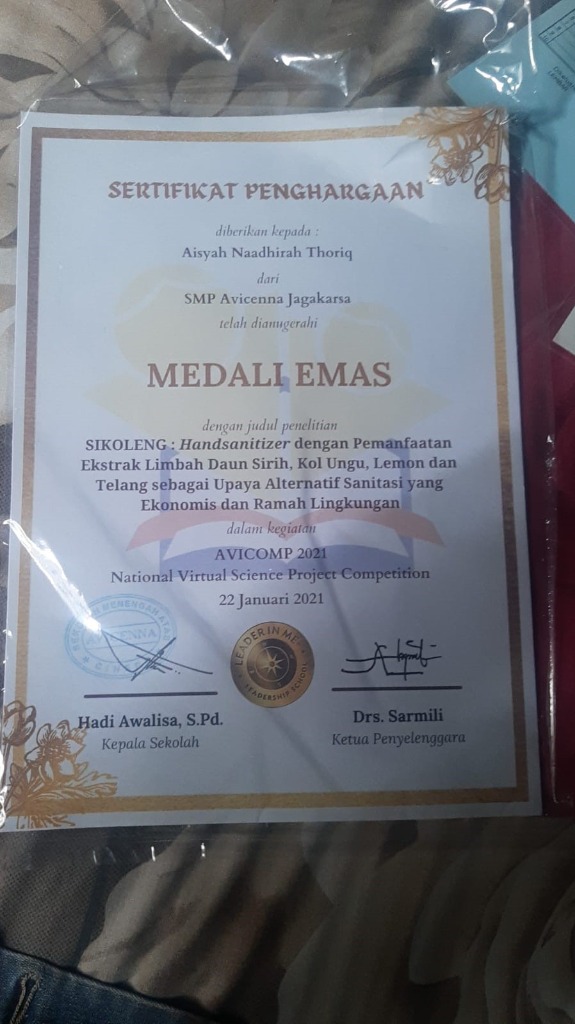 SERTIFIKAT PENGHARGAAN
diberikan kepada :
Aisyah Naadhirah Thoriq
dari
SMP Avicenna Jagakarsa
telah dianugerahi
MEDALI EMAS
dengan judul penelitian
SIKOLENG : Handsanitizer dengan Pemanfaatan
Ekstrak Limbah Daun Sirih, Kol Ungu, Lemon dan
Telang sebagai Upaya Alternatif Sanitasi yang
Ekonomis dan Ramah Lingkungan
dalam kegiatan
AVICOMP 2021
National Virtual Science Project Competition
22 Januari 2021
LEADER IN ME
LEADERSHIP SCHOOL
Hadi Awalisa, S.Pd.
Kepala Sekolah
Drs. Sarmili
Ketua Penyelenggara